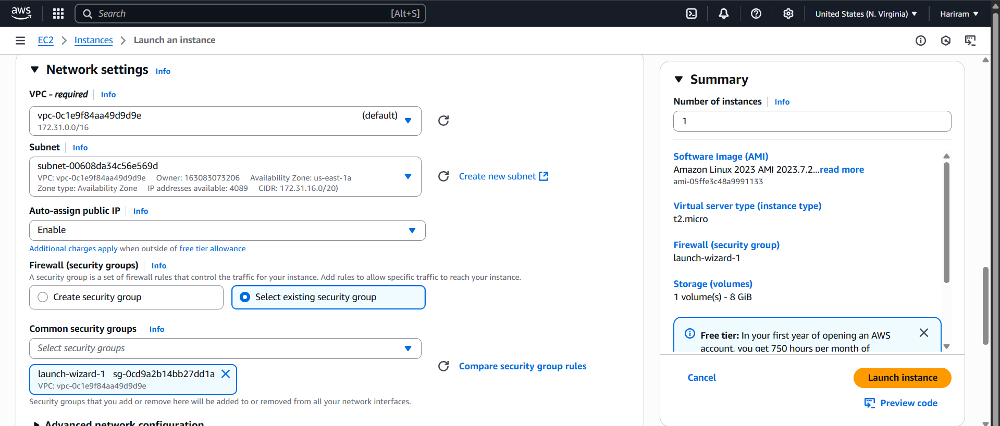 aws
Search [Alt+S]
United States (N. Virginia)
Hariram
EC2 Instances Launch an instance
Network settings Info
VPC - required Info
vpc-0c1e9f84aa49d9d9e (default)
172.31.0.0/16
Subnet Info
subnet-00608da34c56e569d
VPC: vpc-0c1e9f84aa49d9d9e Owner: 163083073206 Availability Zone: us-east-1a
Zone type: Availability Zone IP addresses available: 4089 CIDR: 172.31.16.0/20)
Create new subnet
Auto-assign public IP Info
Enable
Additional charges apply when outside of free tier allowance
Firewall (security groups) Info
A security group is a set of firewall rules that control the traffic for your instance. Add rules to allow specific traffic to reach your instance.
Create security group
Select existing security group
Common security groups Info
Select security groups
launch-wizard-1 sg-0cd9a2b14bb27dd1a
VPC: vpc-0c1e9f84aa49d9d9e
Compare security group rules
Security groups that you add or remove here will be added to or removed from all your network interfaces.
Advanced network configuration
Summary
Number of instances Info
1
Software Image (AMI)
Amazon Linux 2023 AMI 2023.7.2...read more
ami-05ffe3c48a9991133
Virtual server type (instance type)
t2.micro
Firewall (security group)
launch-wizard-1
Storage (volumes)
1 volume(s) - 8 GiB
Free tier: In your first year of opening an AWS
account, you get 750 hours per month of
Cancel
Launch instance
Preview code